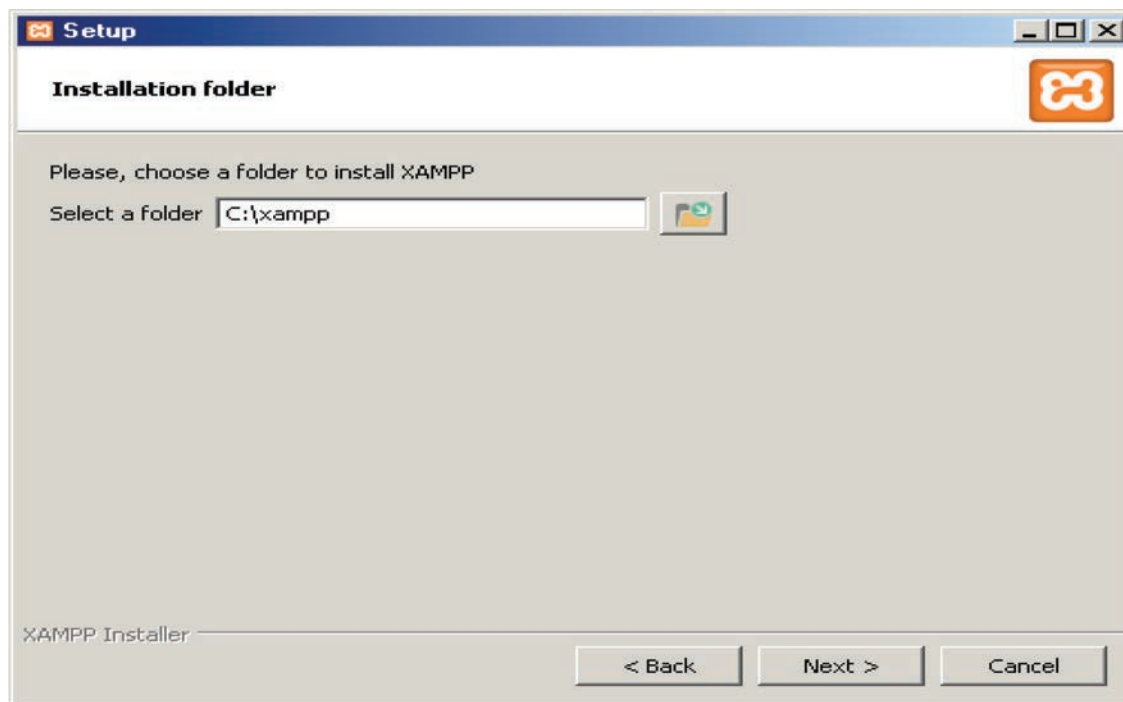 Setup
Installation folder
Please, choose a folder to install XAMPP
Select a folder C:\xampp
XAMPP Installer
< Back Next > Cancel